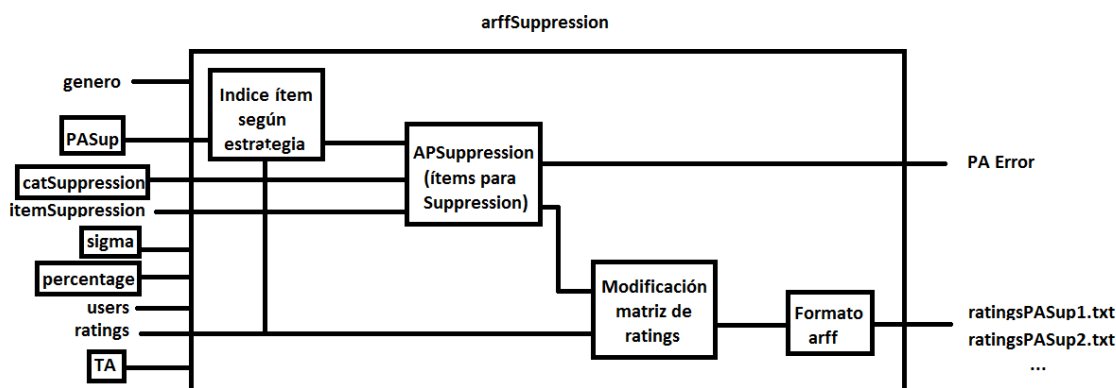 arffSuppression
genero
PASup
catSuppression
itemSuppression
sigma
percentage
users
ratings
TA
Indice ítem
según
estrategia
APSuppression
(ítems para
Suppression)
Modificación
matriz de
ratings
Formato
arff
PA Error
ratingsPASup1.txt
ratingsPASup2.txt
...